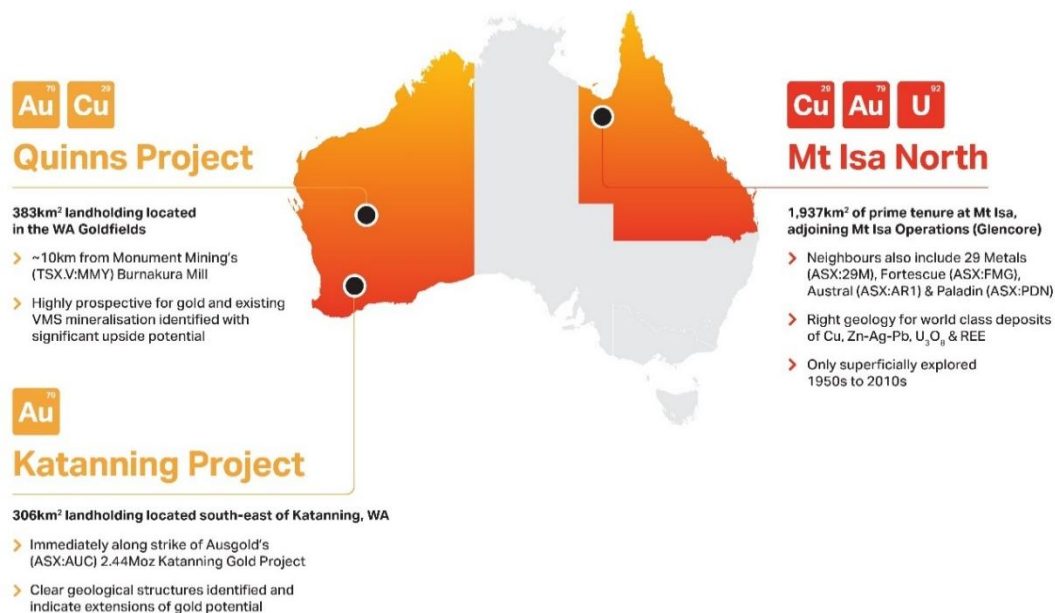 79
Au
29
Cu
Quinns Project
383km² landholding located
in the WA Goldfields
~10km from Monument Mining's
(TSX.V:MMY) Burnakura Mill
Highly prospective for gold and existing
VMS mineralisation identified with
significant upside potential
79
Au
Katanning Project
306km² landholding located south-east of Katanning, WA
Immediately along strike of Ausgold's
(ASX:AUC) 2.44Moz Katanning Gold Project
Clear geological structures identified and
indicate extensions of gold potential
29
Cu
79
Au
92
U
Mt Isa North
1,937km² of prime tenure at Mt Isa,
adjoining Mt Isa Operations (Glencore)
Neighbours also include 29 Metals
(ASX:29M), Fortescue (ASX:FMG),
Austral (ASX:AR1) & Paladin (ASX:PDN)
Right geology for world class deposits
of Cu, Zn-Ag-Pb, U₃O₈ & REE
Only superficially explored
1950s to 2010s